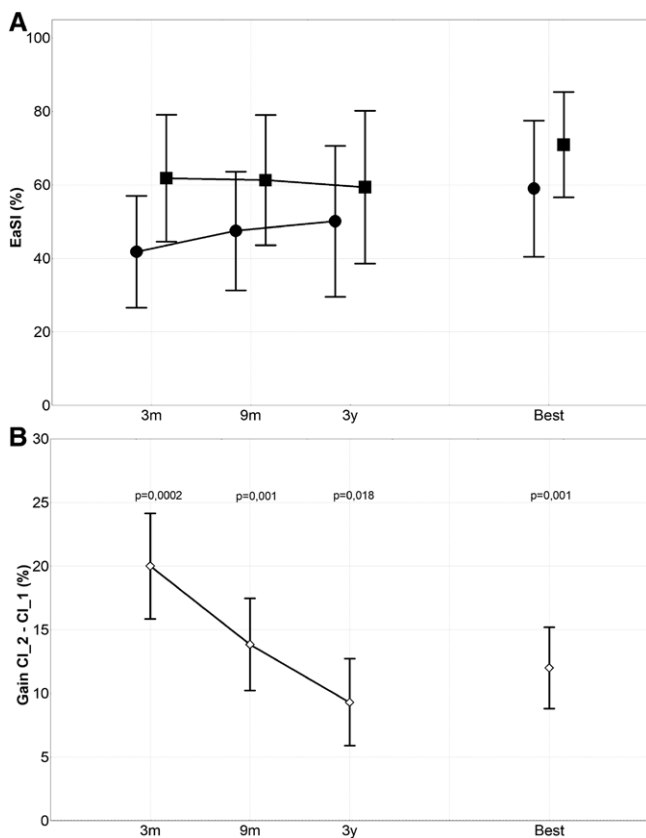 A
100
80
60
40
20
0
EaSI (%)
3m 9m 3y Best
B
30
25
20
15
10
5
0
Gain CI_2 - CI_1 (%)
p=0,0002 p=0,001 p=0,018 p=0,001
3m 9m 3y Best